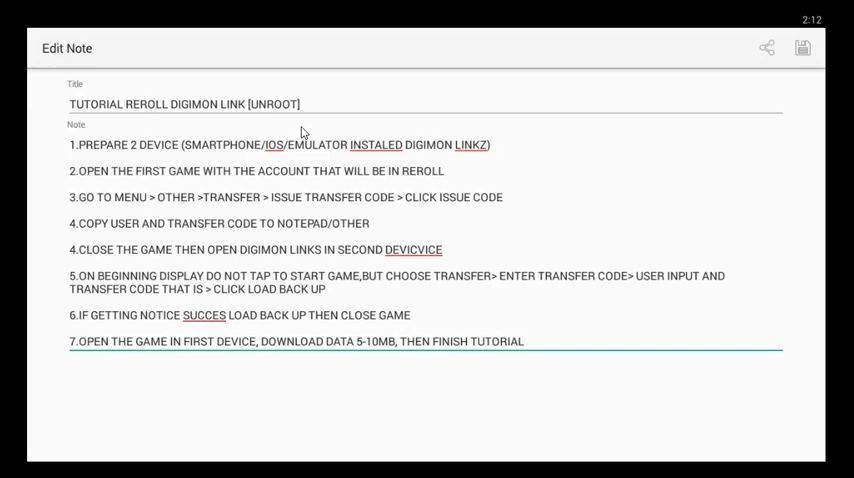 2:12
Edit Note
Title
TUTORIAL REROLL DIGIMON LINK [UNROOT]
Note
1.PREPARE 2 DEVICE (SMARTPHONE/IOS/EMULATOR INSTALED DIGIMON LINKZ)
2.OPEN THE FIRST GAME WITH THE ACCOUNT THAT WILL BE IN REROLL
3.GO TO MENU > OTHER >TRANSFER > ISSUE TRANSFER CODE > CLICK ISSUE CODE
4.COPY USER AND TRANSFER CODE TO NOTEPAD/OTHER
4.CLOSE THE GAME THEN OPEN DIGIMON LINKS IN SECOND DEVICVICE
5.ON BEGINNING DISPLAY DO NOT TAP TO START GAME,BUT CHOOSE TRANSFER> ENTER TRANSFER CODE> USER INPUT AND
TRANSFER CODE THAT IS > CLICK LOAD BACK UP
6.IF GETTING NOTICE SUCCES LOAD BACK UP THEN CLOSE GAME
7.OPEN THE GAME IN FIRST DEVICE, DOWNLOAD DATA 5-10MB, THEN FINISH TUTORIAL